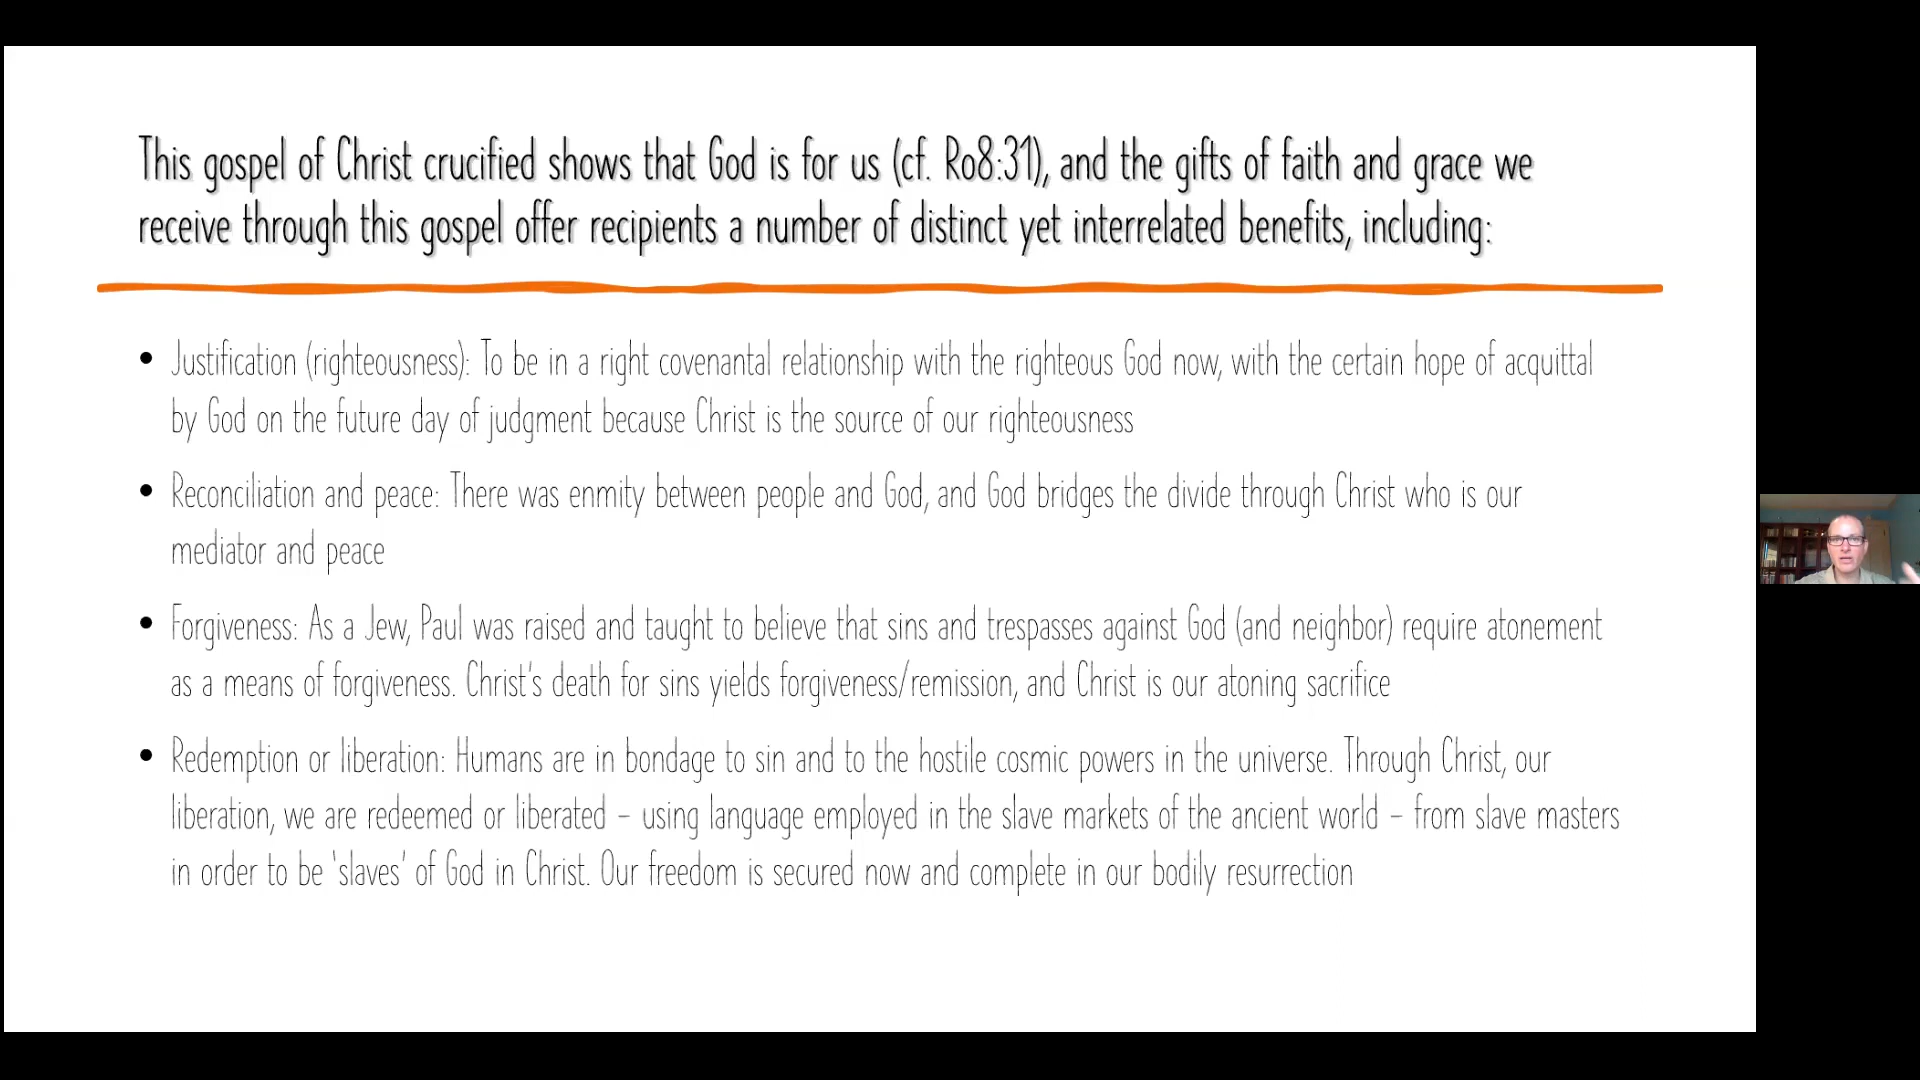 This gospel of Christ crucified shows that God is for us (cf. Ro8:31), and the gifts of faith and grace we
receive through this gospel offer recipients a number of distinct yet interrelated benefits, including:
• Justification (righteousness): To be in a right covenantal relationship with the righteous God now, with the certain hope of acquittal
by God on the future day of judgment because Christ is the source of our righteousness
• Reconciliation and peace: There was enmity between people and God, and God bridges the divide through Christ who is our
mediator and peace
• Forgiveness: As a Jew, Paul was raised and taught to believe that sins and trespasses against God (and neighbor) require atonement
as a means of forgiveness. Christ's death for sins yields forgiveness/remission, and Christ is our atoning sacrifice
• Redemption or liberation: Humans are in bondage to sin and to the hostile cosmic powers in the universe. Through Christ, our
liberation, we are redeemed or liberated – using language employed in the slave markets of the ancient world – from slave masters
in order to be 'slaves' of God in Christ. Our freedom is secured now and complete in our bodily resurrection